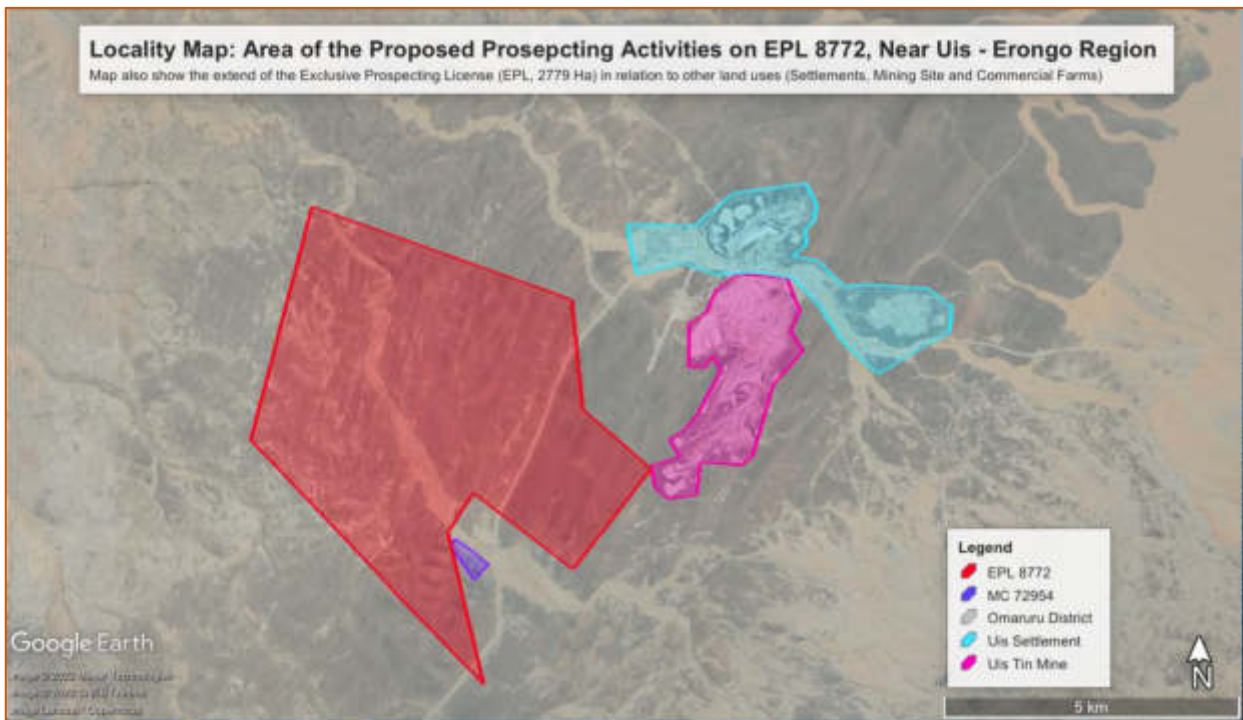 Locality Map: Area of the Proposed Prosepcting Activities on EPL 8772, Near Uis - Erongo Region
Map also show the extend of the Exclusive Prospecting License (EPL, 2779 Ha) in relation to other land uses (Settlements, Mining Site and Commercial Farms)
Legend
EPL 8772
MC 72954
Omaruru District
Uis Settlement
Uis Tin Mine
Google Earth
N
5 km